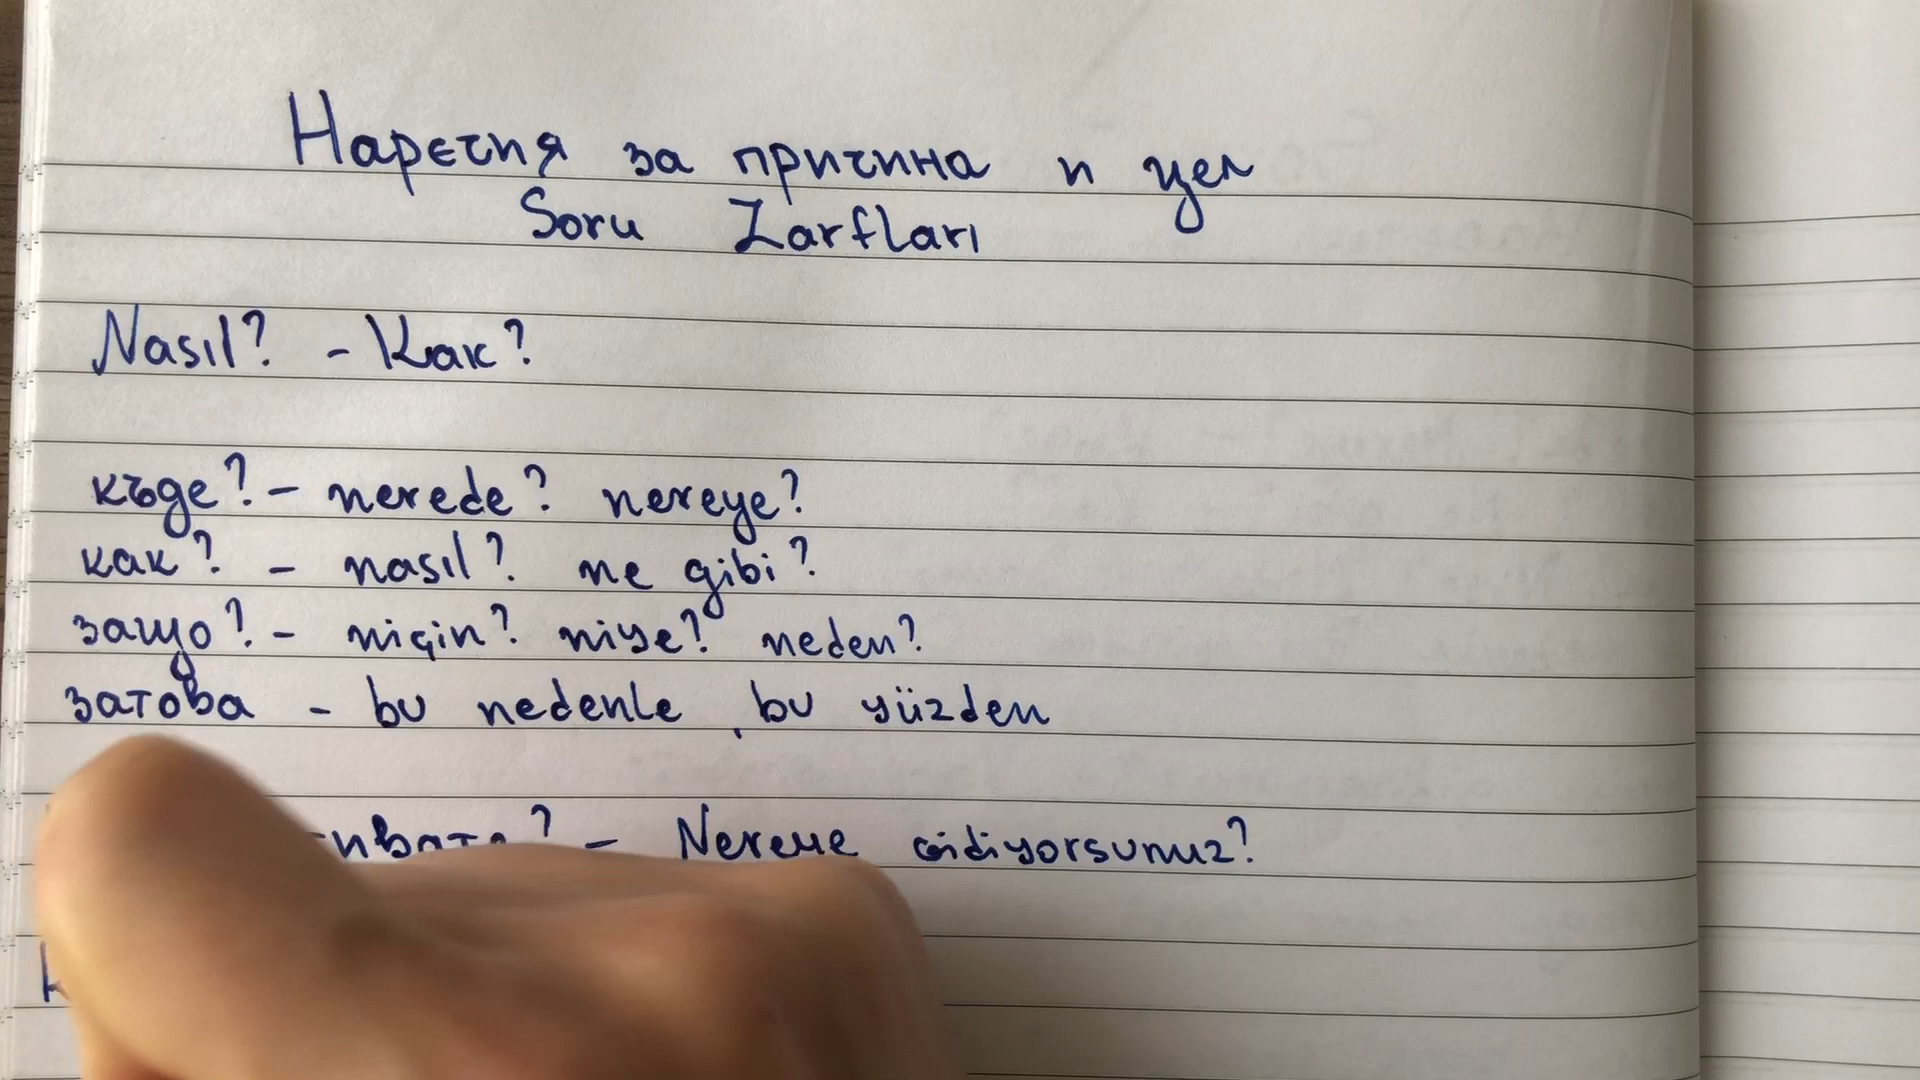 Наречия за причина и цел
Soru Zarfları
Nasıl? - Как?
къде? - nerede? nereye?
как? - nasıl? ne gibi?
защо? - niçin? niye? neden?
затова - bu nedenle, bu yüzden
? - Nereye gidiyorsunuz?